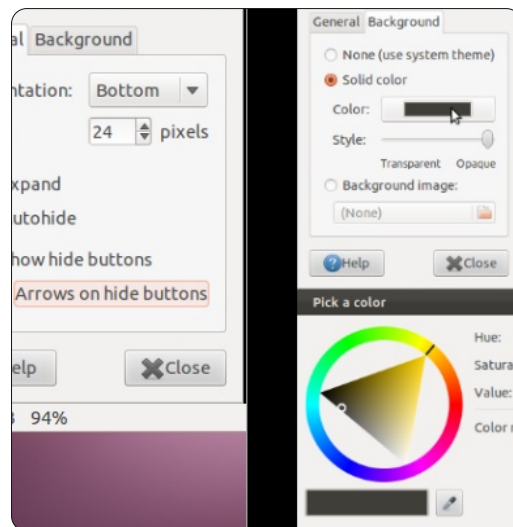 al Background
ntation: Bottom
24 pixels
xpand
utohide
how hide buttons
Arrows on hide buttons
elp Close
94%
General Background
None (use system theme)
Solid color
Color:
Style:
Transparent Opaque
Background image:
(None)
Help Close
Pick a color
Hue:
Satura
Value:
Color n